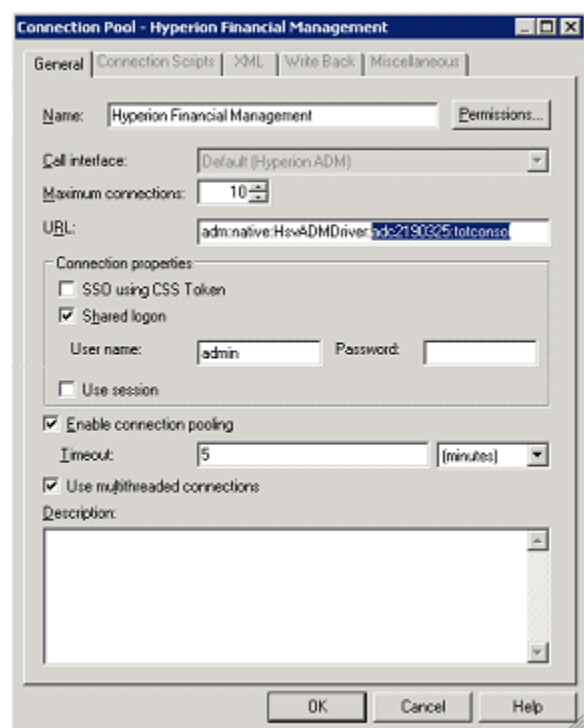 Connection Pool - Hyperion Financial Management
General Connection Scripts XML Write Back Miscellaneous
Name: Hyperion Financial Management Permissions...
Call interface: Default (Hyperion ADM)
Maximum connections: 10
URL: adm:native:HsvADMDriver:adc2190325:totconso
Connection properties
SSO using CSS Token
Shared logon
User name: admin Password:
Use session
Enable connection pooling
Timeout: 5 (minutes)
Use multithreaded connections
Description:
OK Cancel Help